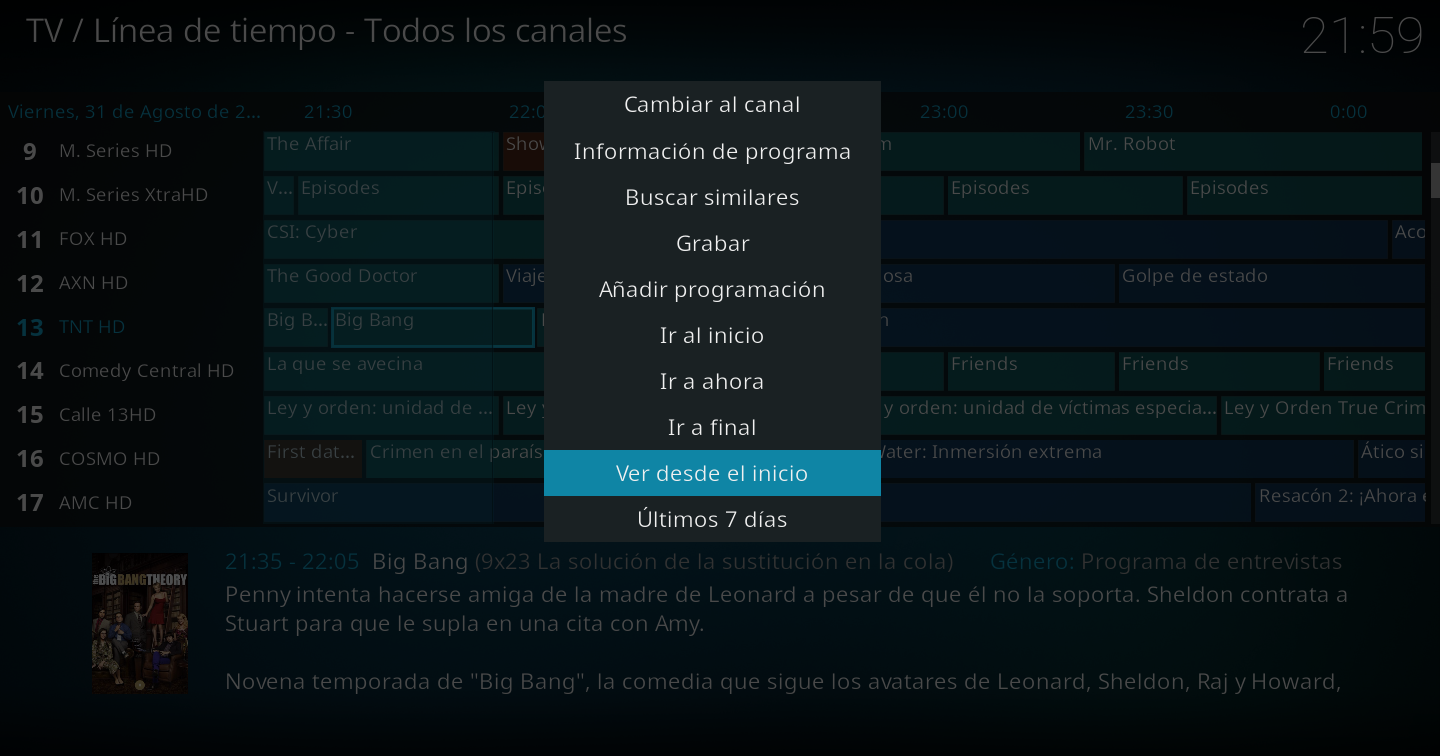 TV / Línea de tiempo - Todos los canales
21:59
Viernes, 31 de Agosto de 2...
21:30
22:0
23:00
23:30
0:00
9 M. Series HD The Affair Mr. Robot
10 M. Series XtraHD V... Episodes Episodes Episodes
11 FOX HD CSI: Cyber
12 AXN HD The Good Doctor Golpe de estado
13 TNT HD Big B... Big Bang
14 Comedy Central HD La que se avecina Friends Friends Friends
15 Calle 13HD Ley y orden: unidad de ... Ley y orden: unidad de víctimas especia... Ley y Orden True Crim
16 COSMO HD First dat... Crimen en el paraís Inmersión extrema Ático si
17 AMC HD Survivor Resacón 2: ¡Ahora e
Cambiar al canal
Información de programa
Buscar similares
Grabar
Añadir programación
Ir al inicio
Ir a ahora
Ir a final
Ver desde el inicio
Últimos 7 días
THE BIG BANG THEORY
21:35 - 22:05 Big Bang (9x23 La solución de la sustitución en la cola) Género: Programa de entrevistas
Penny intenta hacerse amiga de la madre de Leonard a pesar de que él no la soporta. Sheldon contrata a
Stuart para que le supla en una cita con Amy.
Novena temporada de "Big Bang", la comedia que sigue los avatares de Leonard, Sheldon, Raj y Howard,